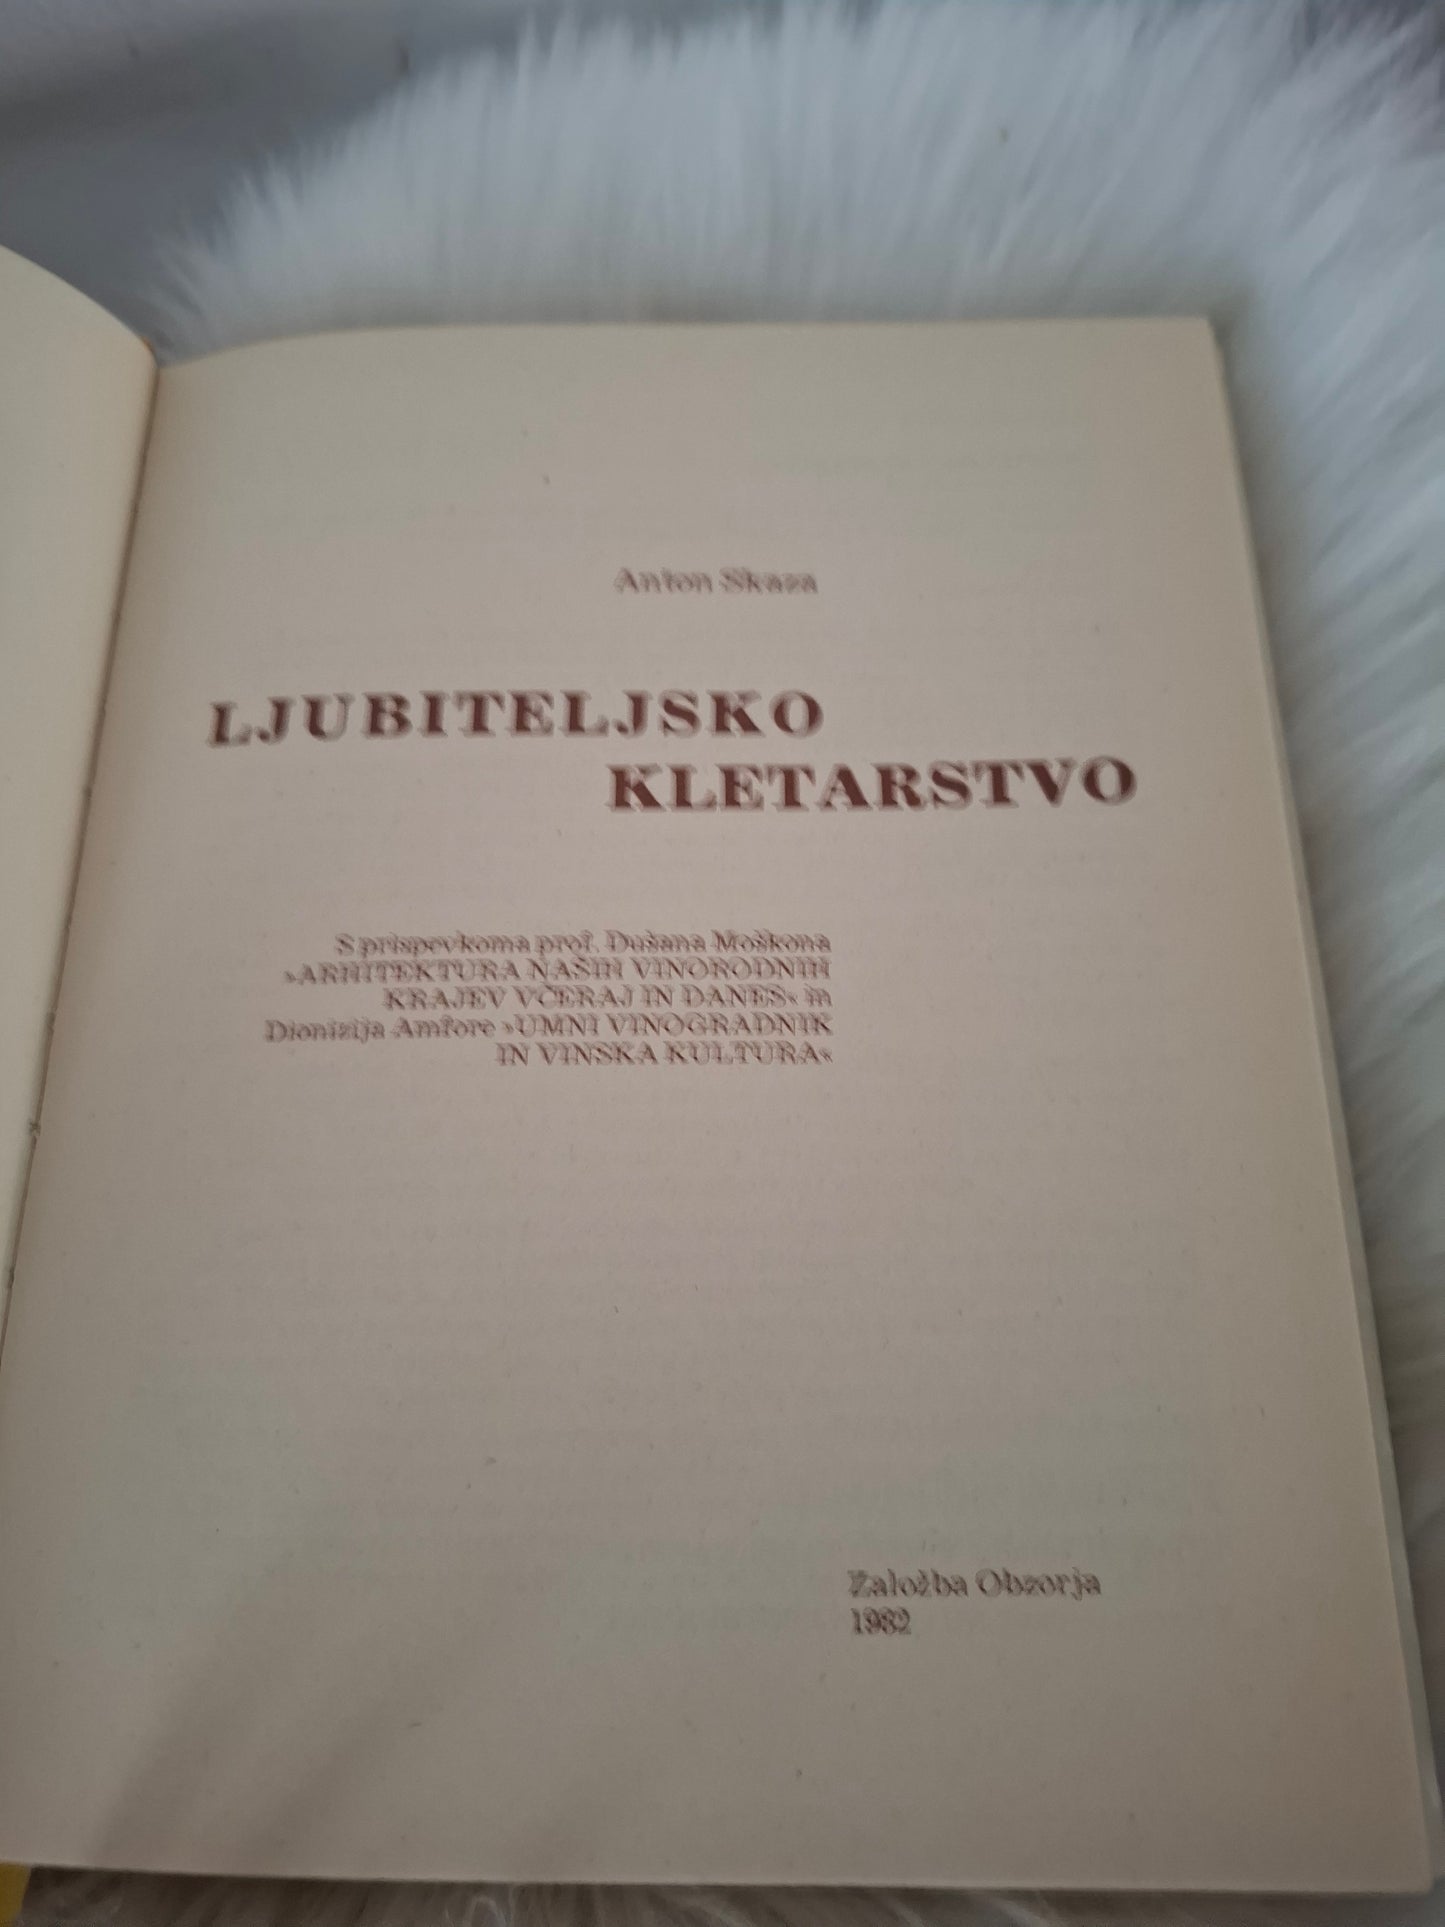 Anton Skaza
LJUBITELJSKO
KLETARSTVO
S prispevkoma prof. Dušana Moškona
»ARHITEKTURA NAŠIH VINORODNIH
KRAJEV VČERAJ IN DANES« in
Dionizija Amfore »UMNI VINOGRADNIK
IN VINSKA KULTURA«
Založba Obzorja
1982